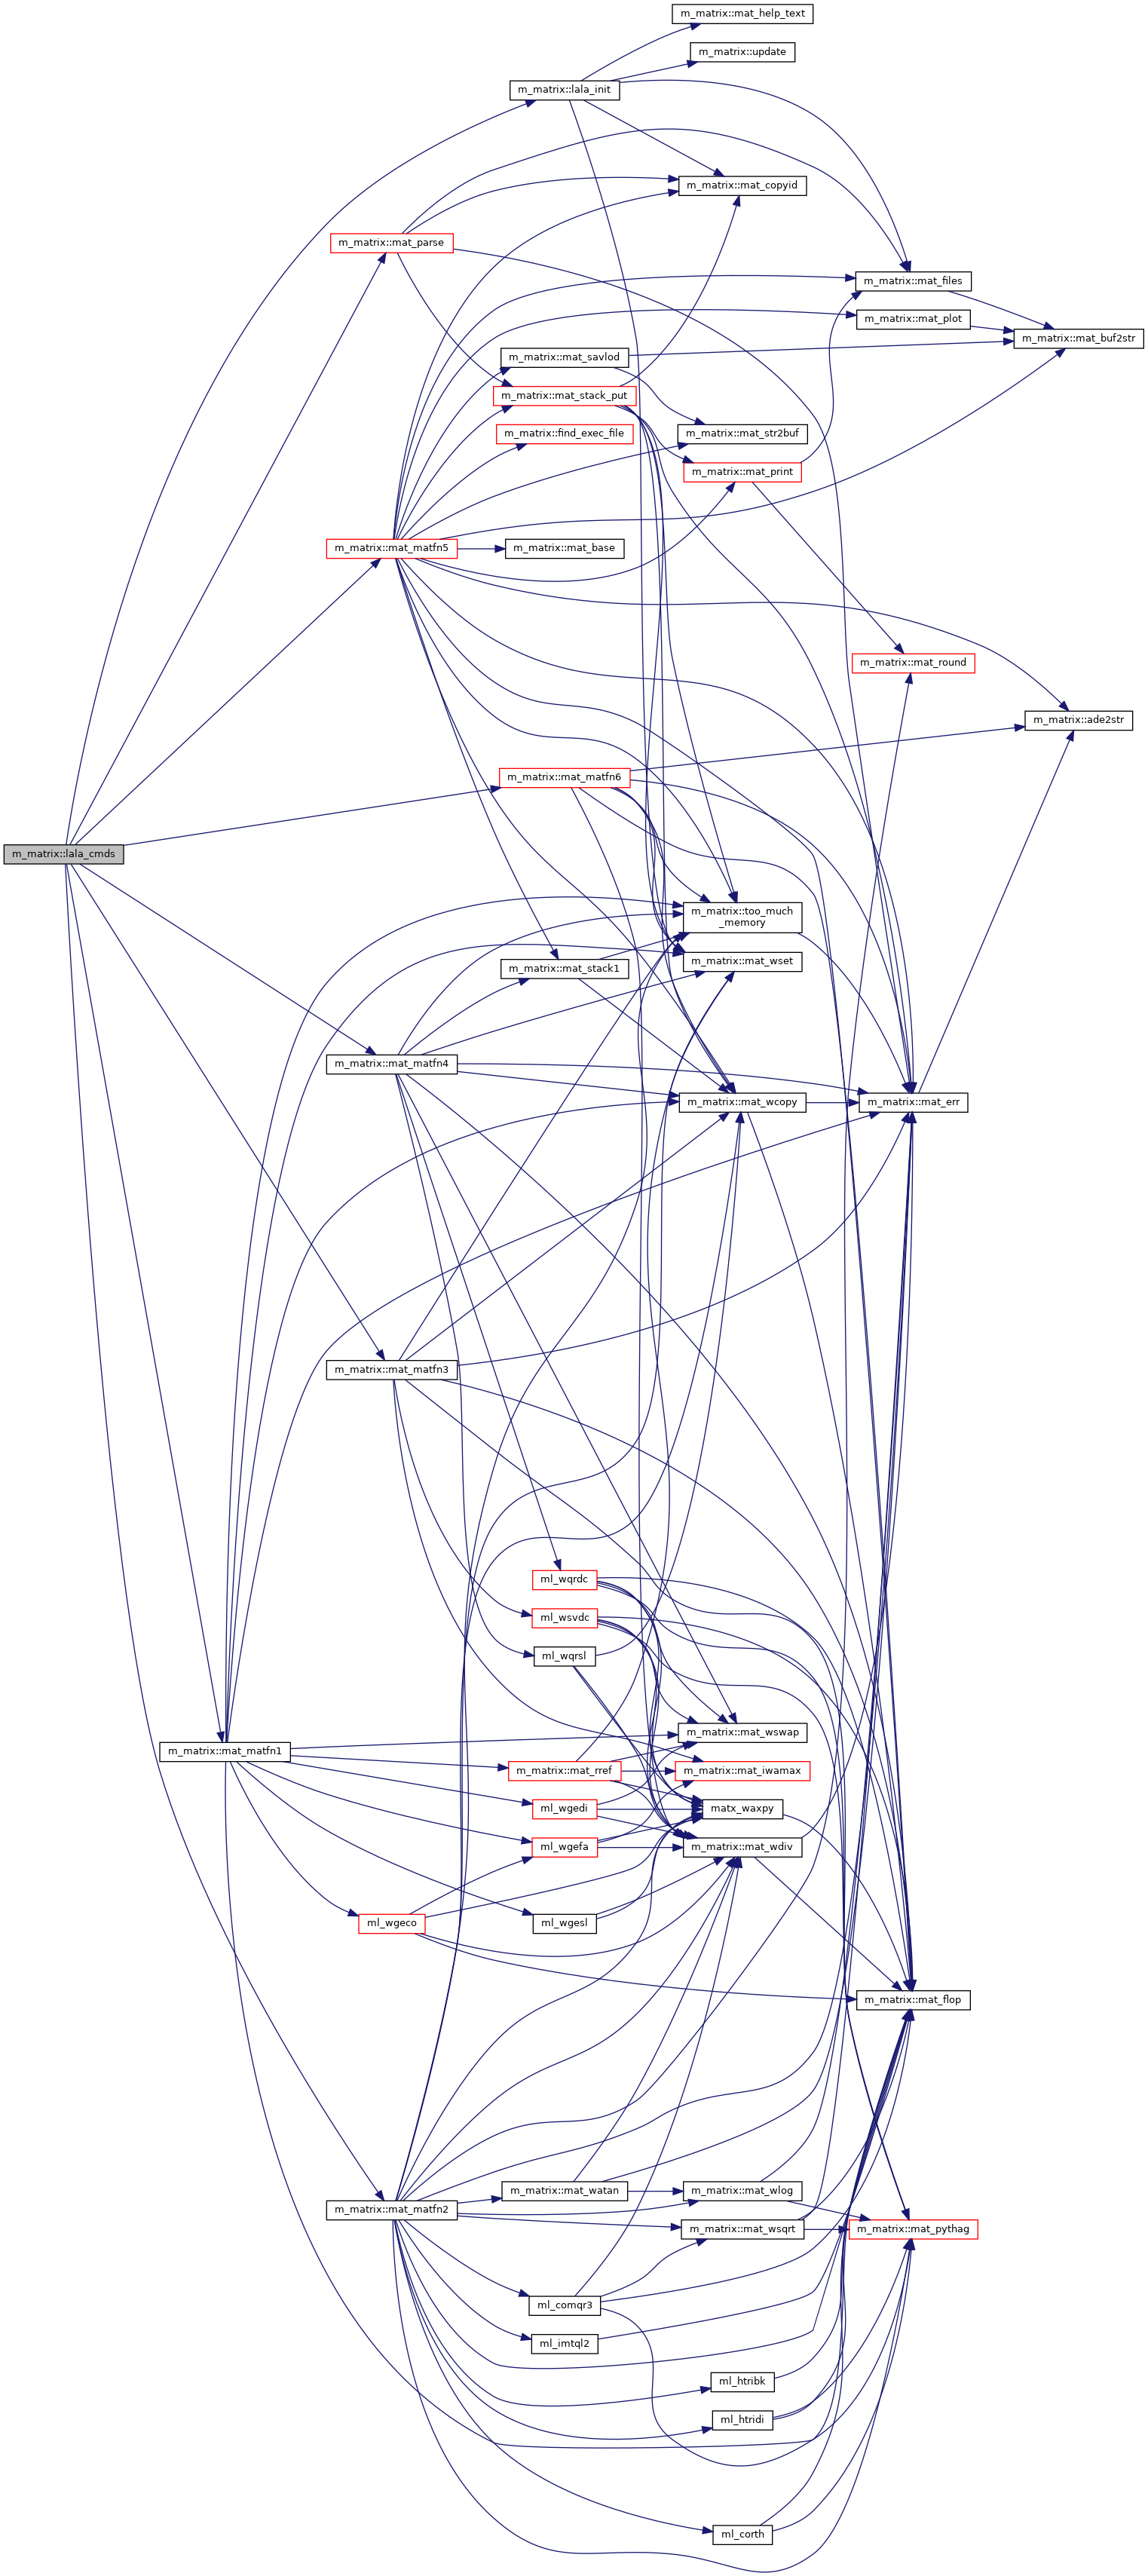 m_matrix::mat_help_text
m_matrix::update
m_matrix::lala_init
m_matrix::mat_copyid
m_matrix::mat_parse
m_matrix::mat_files
m_matrix::mat_plot
m_matrix::mat_buf2str
m_matrix::mat_savlod
m_matrix::mat_stack_put
m_matrix::find_exec_file
m_matrix::mat_str2buf
m_matrix::mat_print
m_matrix::mat_matfn5
m_matrix::mat_base
m_matrix::mat_round
m_matrix::ade2str
m_matrix::mat_matfn6
m_matrix::lala_cmds
m_matrix::too_much
_memory
m_matrix::mat_wset
m_matrix::mat_stack1
m_matrix::mat_matfn4
m_matrix::mat_wcopy
m_matrix::mat_err
m_matrix::mat_matfn3
ml_wqrdc
ml_wsvdc
ml_wqrsl
m_matrix::mat_wswap
m_matrix::mat_matfn1
m_matrix::mat_rref
m_matrix::mat_iwamax
ml_wgedi
matx_waxpy
ml_wgefa
m_matrix::mat_wdiv
ml_wgeco
ml_wgesl
m_matrix::mat_flop
m_matrix::mat_watan
m_matrix::mat_wlog
m_matrix::mat_matfn2
m_matrix::mat_wsqrt
m_matrix::mat_pythag
ml_comqr3
ml_imtql2
ml_htribk
ml_htridi
ml_corth